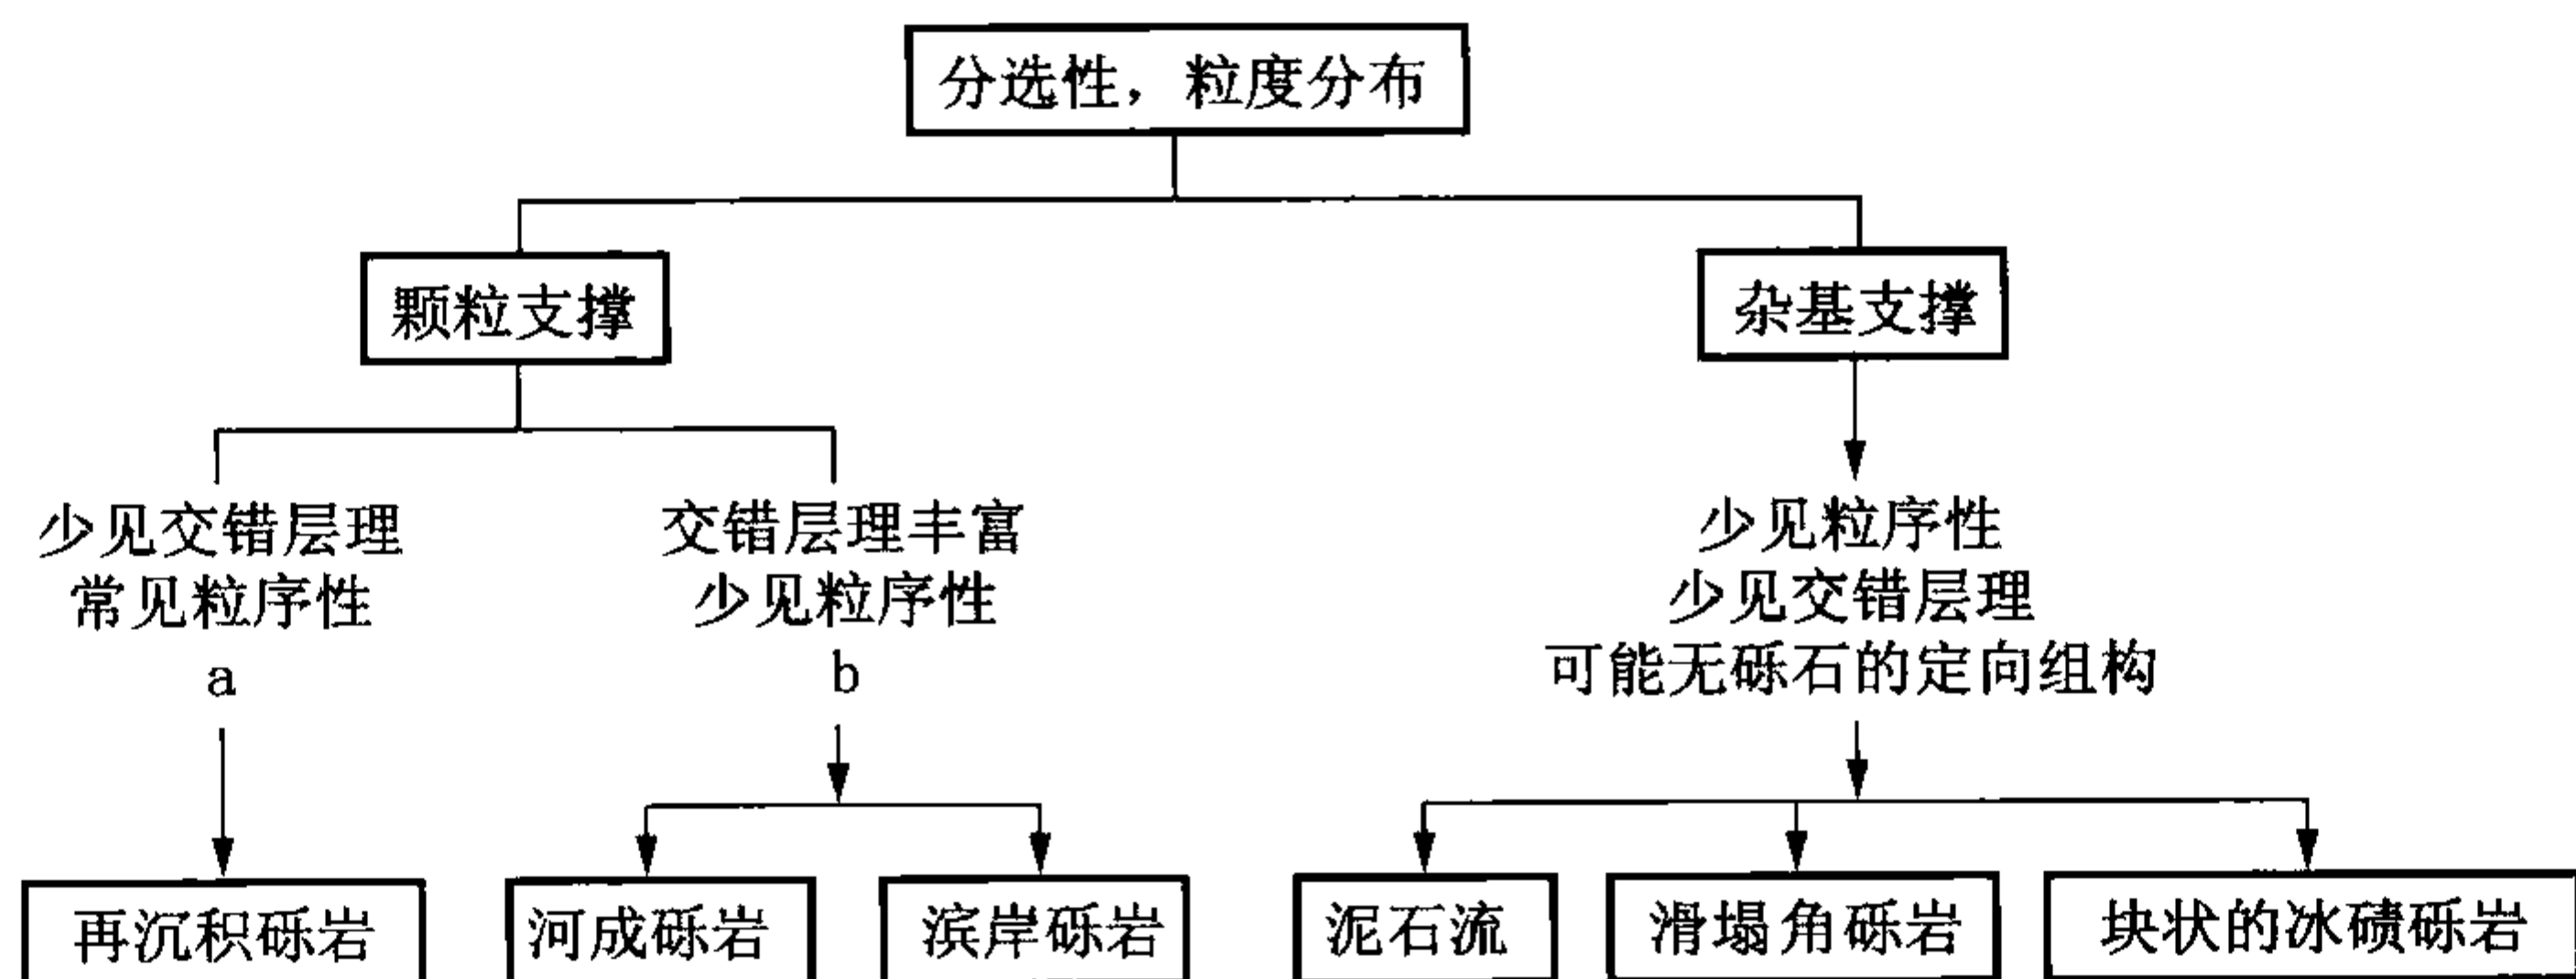 分选性，粒度分布
颗粒支撑
杂基支撑
少见交错层理
常见粒序性
a
交错层理丰富
少见粒序性
b
少见粒序性
少见交错层理
可能无砾石的定向组构
再沉积砾岩
河成砾岩
滨岸砾岩
泥石流
滑塌角砾岩
块状的冰碛砾岩